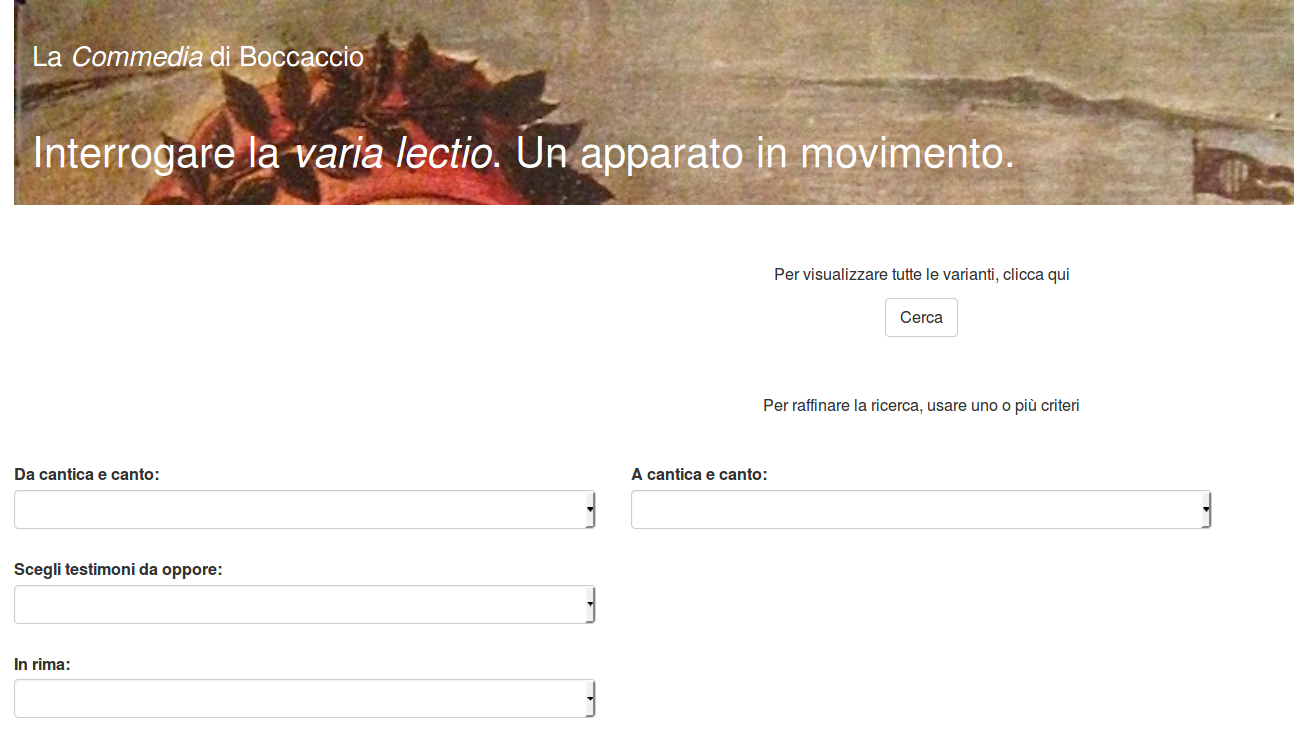 La Commedia di Boccaccio
Interrogare la varia lectio. Un apparato in movimento.
Per visualizzare tutte le varianti, clicca qui
Cerca
Per raffinare la ricerca, usare uno o più criteri
Da cantica e canto:
A cantica e canto:
Scegli testimoni da oppore:
In rima: